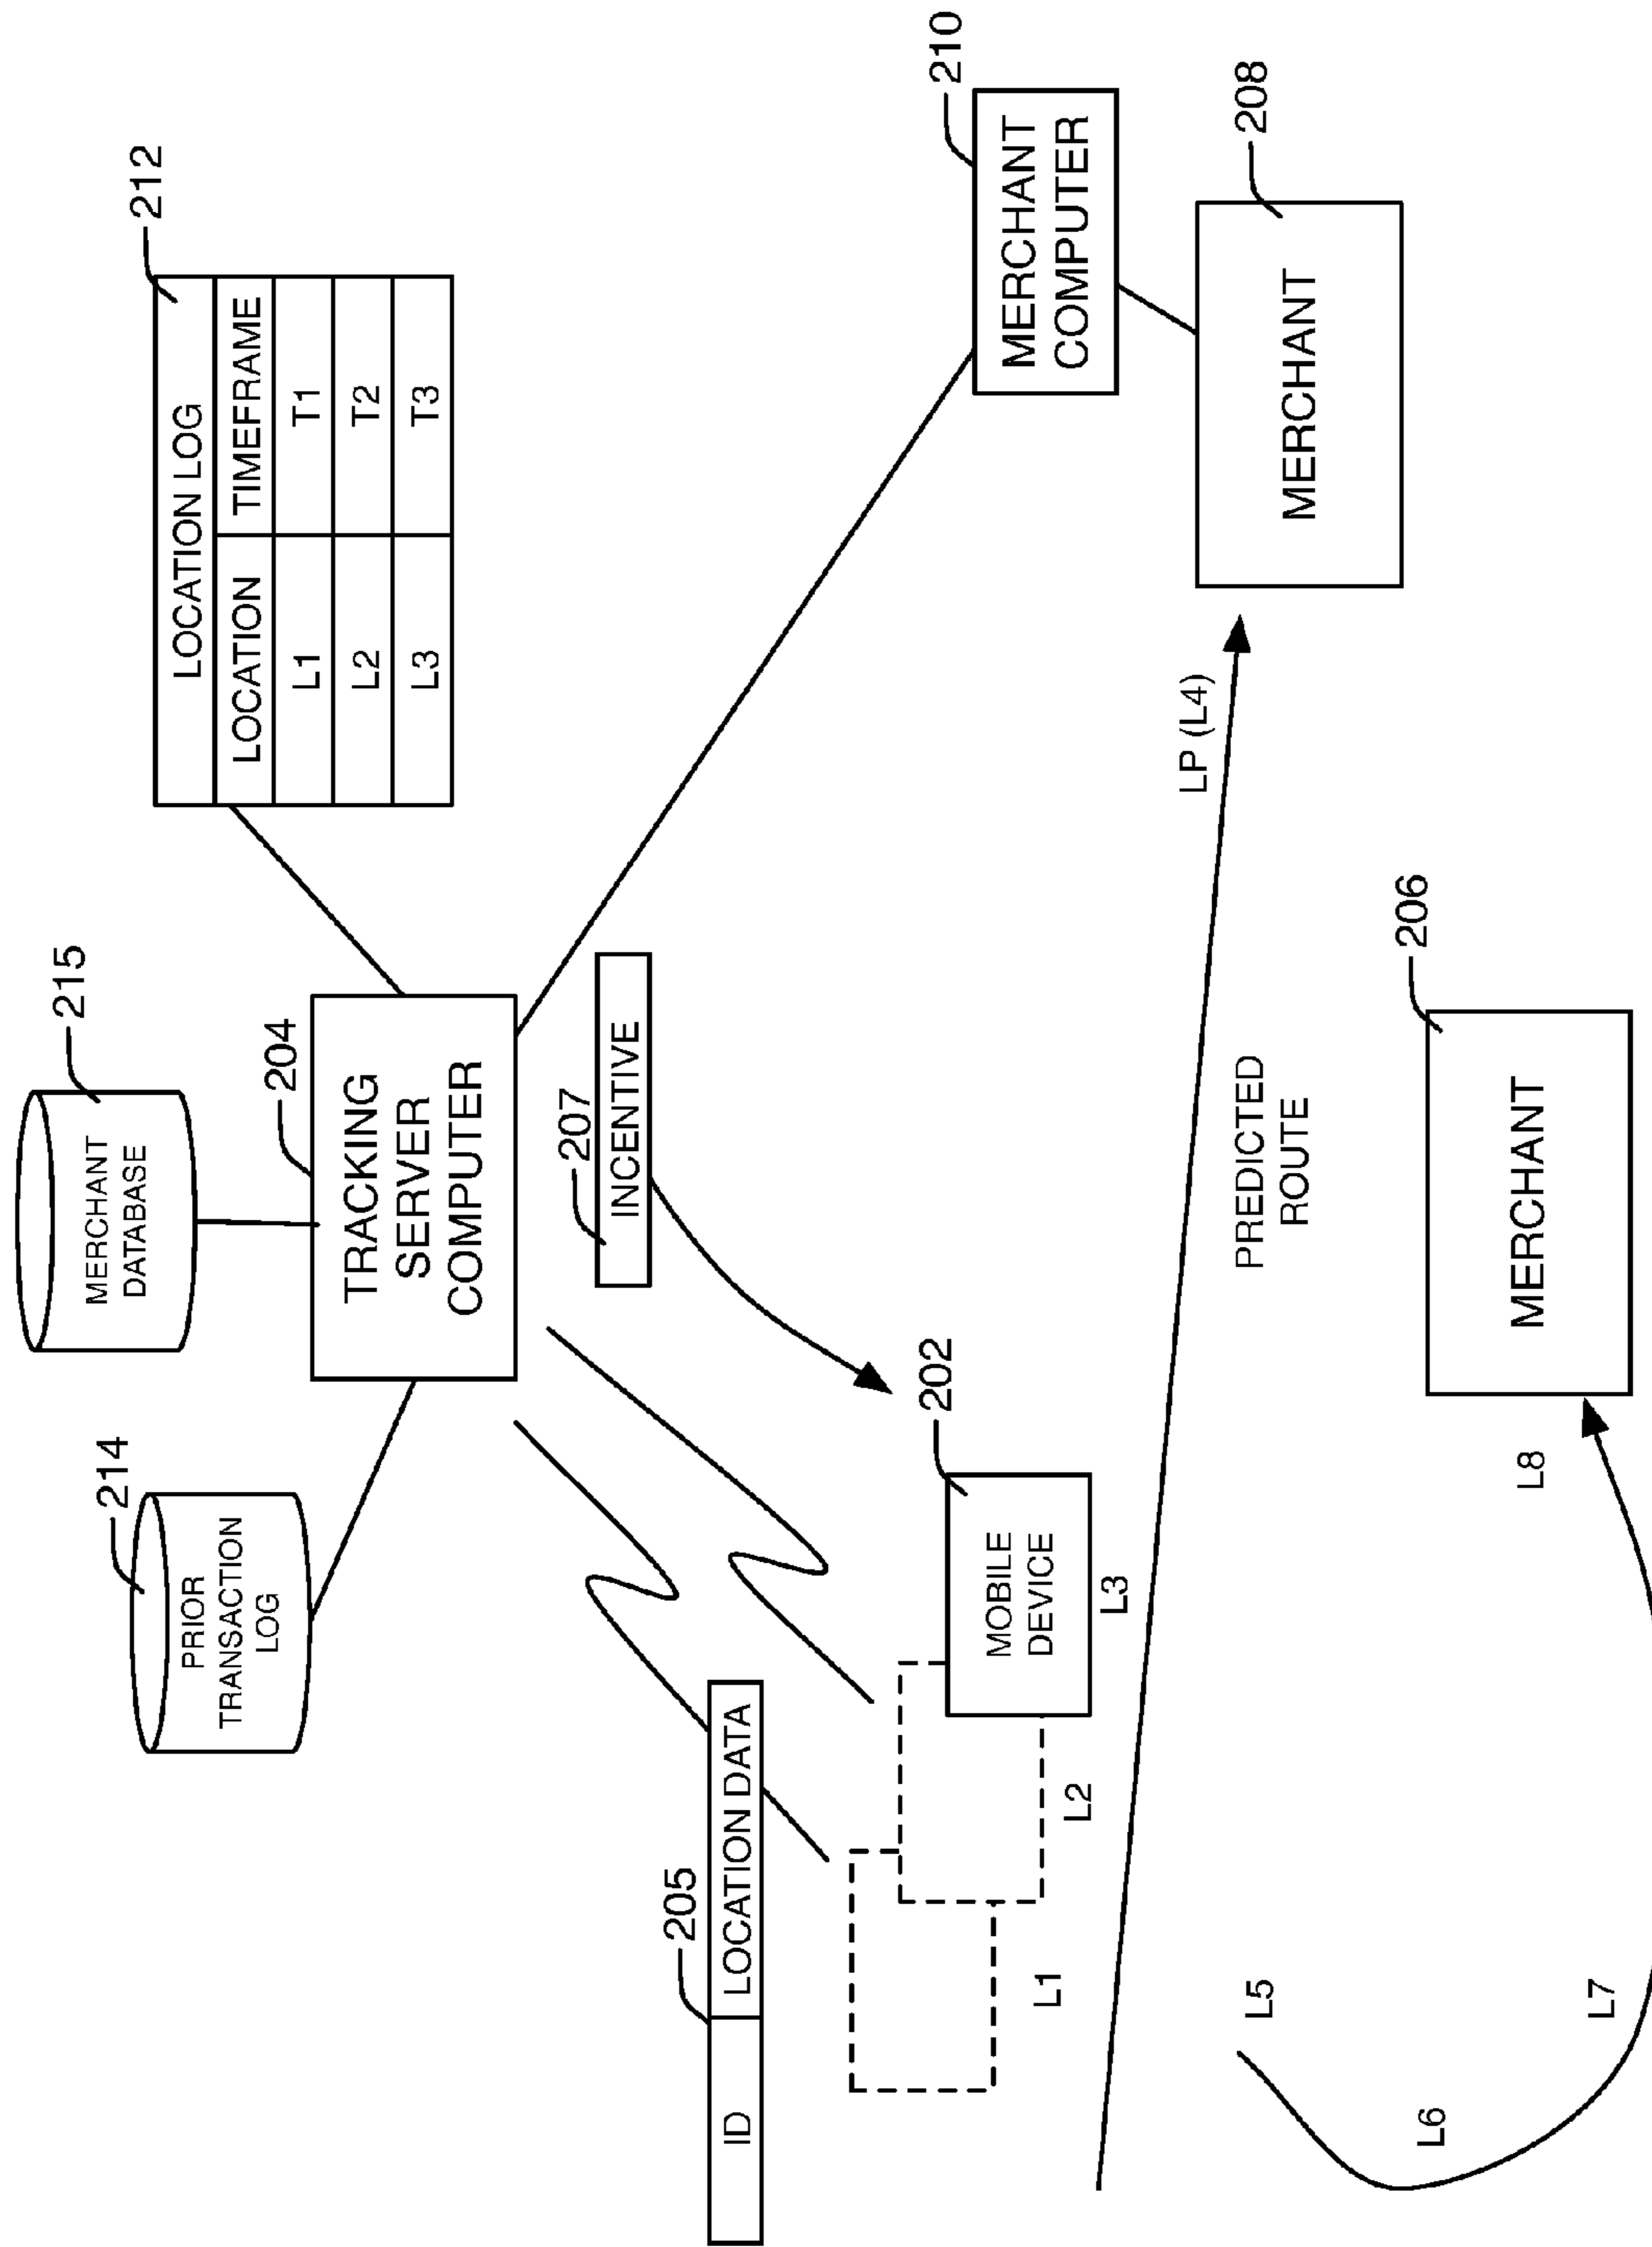 214
PRIOR
TRANSACTION
LOG
215
MERCHANT
DATABASE
204
TRACKING
SERVER
COMPUTER
212
LOCATION LOG
LOCATION TIMEFRAME
L1 T1
L2 T2
L3 T3
205
ID LOCATION DATA
207
INCENTIVE
202
MOBILE
DEVICE
L1
L2
L3
210
MERCHANT
COMPUTER
208
MERCHANT
LP (L4)
PREDICTED
ROUTE
206
MERCHANT
L5
L6
L7
L8